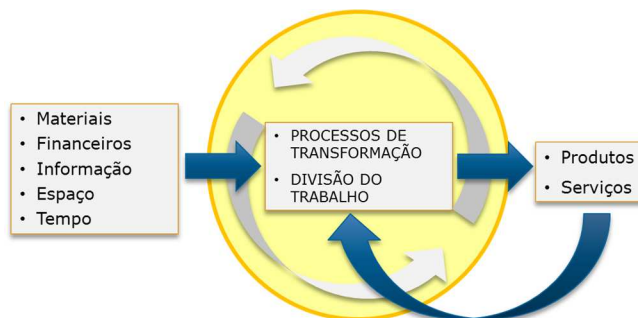 • Materiais
• Financeiros
• Informação
• Espaço
• Tempo
• PROCESSOS DE
TRANSFORMAÇÃO
• DIVISÃO DO
TRABALHO
• Produtos
• Serviços